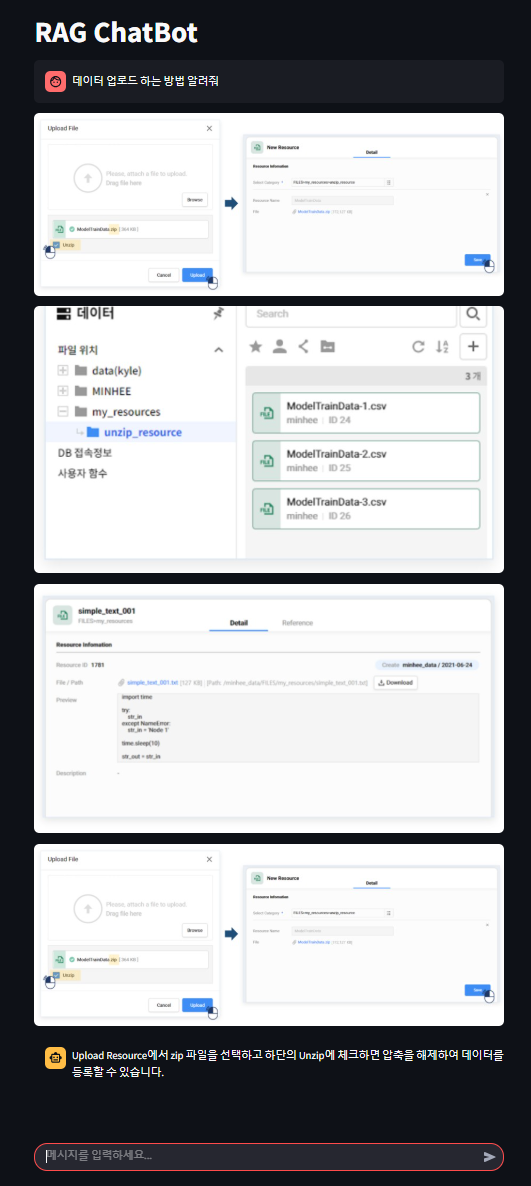 RAG ChatBot
데이터 업로드 하는 방법 알려줘
Upload File
Please, attach a file to upload.
Drag file here
Browse
ModelTrainData.zip [ 364 KB ]
Unzip
Cancel
Upload
New Resource
Detail
Resource Infomation
Select Category *
FILES>my_resources>unzip_resource
Resource Name
ModelTrainData
File
ModelTrainData.zip
Save
데이터
파일 위치
data(kyle)
MINHEE
my_resources
unzip_resource
DB 접속정보
사용자 함수
Search
3 개
ModelTrainData-1.csv
minhee | ID 24
ModelTrainData-2.csv
minhee | ID 25
ModelTrainData-3.csv
minhee | ID 26
simple_text_001
FILES>my_resources
Detail
Reference
Resource Infomation
Resource ID 1781
Create minhee_data / 2021-06-24
File / Path
simple_text_001.txt [127 KB] : [Path: /minhee_data/FILES/my_resources/simple_text_001.txt]
Download
Preview
import time
try:
str_in
except NameError:
str_in = 'Node 1'
time.sleep(10)
str_out = str_in
Description
-
Upload File
Please, attach a file to upload.
Drag file here
Browse
ModelTrainData.zip [ 364 KB ]
Unzip
Cancel
Upload
New Resource
Detail
Resource Infomation
Select Category *
FILES>my_resources>unzip_resource
Resource Name
ModelTrainData
File
ModelTrainData.zip
Save
Upload Resource에서 zip 파일을 선택하고 하단의 Unzip에 체크하면 압축을 해제하여 데이터를
등록할 수 있습니다.
메시지를 입력하세요...